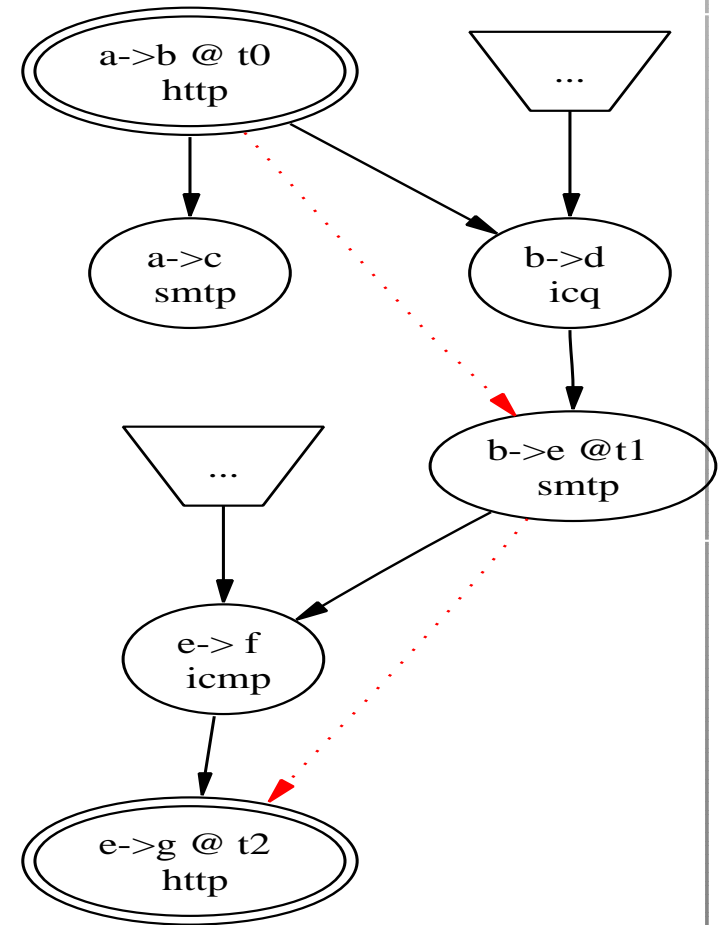 a->b @ t0
http
...
a->c
smtp
b->d
icq
...
b->e @t1
smtp
e-> f
icmp
e->g @ t2
http